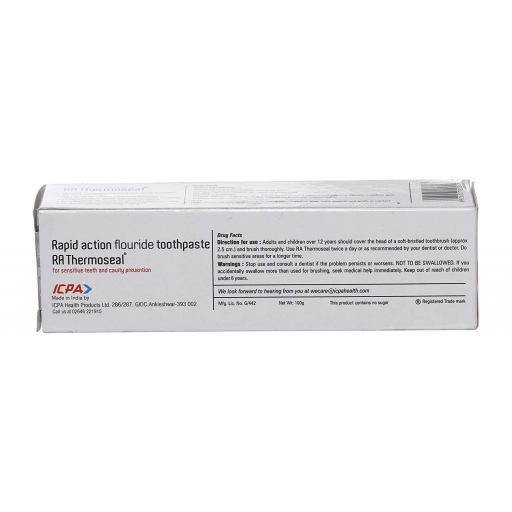 RA Thermoseal
Rapid action flouride toothpaste
RA Thermoseal®
for sensitive teeth and cavity prevention
ICPA
Made in India by
ICPA Health Products Ltd. 286/287, GIDC, Ankleshwar-393 002
Call us at 02646 221915
Drug Facts
Direction for use : Adults and children over 12 years should cover the head of a soft-bristled toothbrush (approx
2.5 cm.) and brush thoroughly. Use RA Thermoseal twice a day or as recommended by your dentist or doctor. Do
brush sensitive areas for a longer time.
Warnings : Stop use and consult a dentist if the problem persists or worsens. NOT TO BE SWALLOWED. If you
accidentally swallow more than used for brushing, seek medical help immediately. Keep out of reach of children
under 6 years.
We look forward to hearing from you at wecare@icpahealth.com
Mfg. Lic. No. G/442 Net Wt. 100g This product contains no sugar ® Registered Trade mark